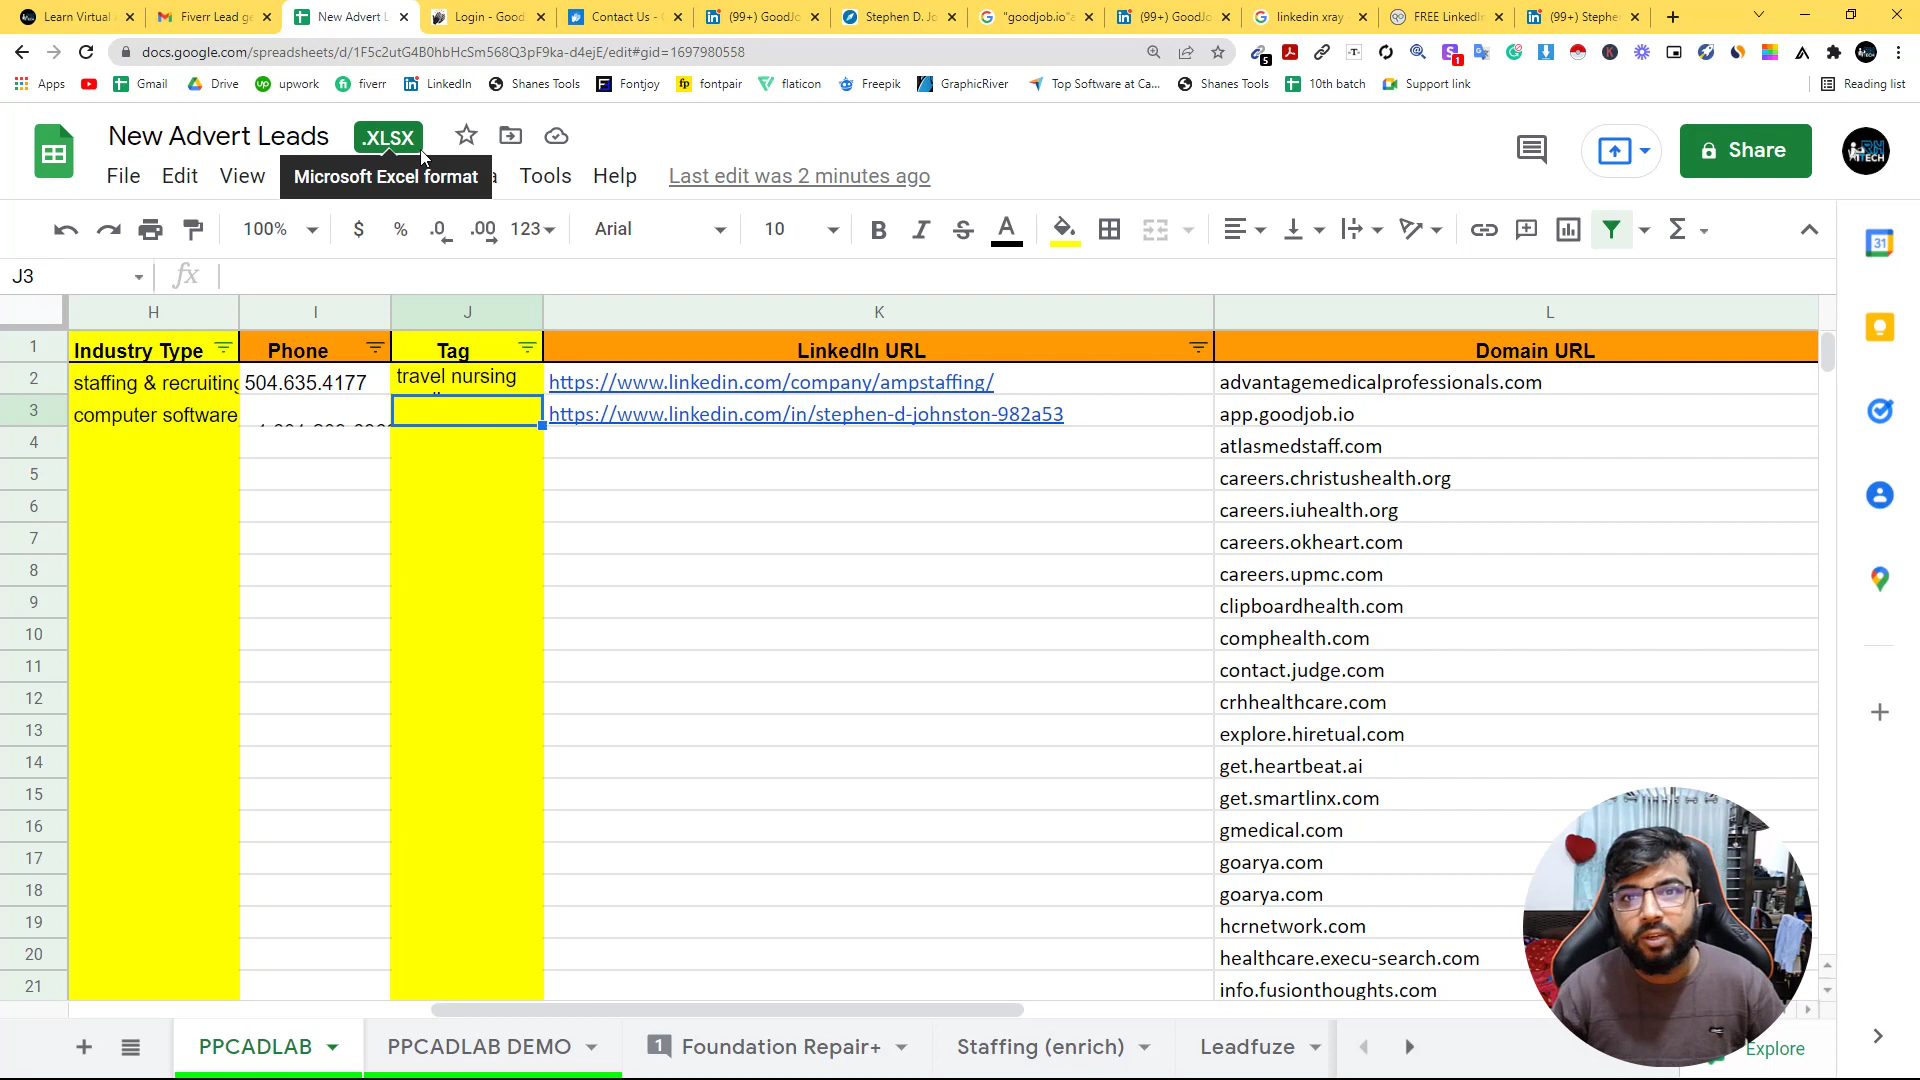 Learn Virtual
Fiverr Lead ge
New Advert L
Login - Good
Contact Us -
(99+) GoodJo
Stephen D. Jo
"goodjob.io"
(99+) GoodJo
linkedin xray
FREE LinkedIn
(99+) Stephe
docs.google.com/spreadsheets/d/1F5c2utG4B0hbHcSm568Q3pF9ka-d4ejE/edit#gid=1697980558
Apps
Gmail
Drive
upwork
fiverr
LinkedIn
Shanes Tools
Fontjoy
fontpair
flaticon
Freepik
GraphicRiver
Top Software at Ca...
Shanes Tools
10th batch
Support link
Reading list
New Advert Leads
.XLSX
Share
File Edit View
Microsoft Excel format
Tools Help Last edit was 2 minutes ago
100% $ % .0 .00 123 Arial 10
J3
H I J K L
1 Industry Type Phone Tag LinkedIn URL Domain URL
2 staffing & recruiting 504.635.4177 travel nursing https://www.linkedin.com/company/ampstaffing/ advantagemedicalprofessionals.com
3 computer software https://www.linkedin.com/in/stephen-d-johnston-982a53 app.goodjob.io
4 atlasmedstaff.com
5 careers.christushealth.org
6 careers.iuhealth.org
7 careers.okheart.com
8 careers.upmc.com
9 clipboardhealth.com
10 comphealth.com
11 contact.judge.com
12 crhhealthcare.com
13 explore.hiretual.com
14 get.heartbeat.ai
15 get.smartlinx.com
16 gmedical.com
17 goarya.com
18 goarya.com
19 hcrnetwork.com
20 healthcare.execu-search.com
21 info.fusionthoughts.com
PPCADLAB
PPCADLAB DEMO
1 Foundation Repair+
Staffing (enrich)
Leadfuze
Explore